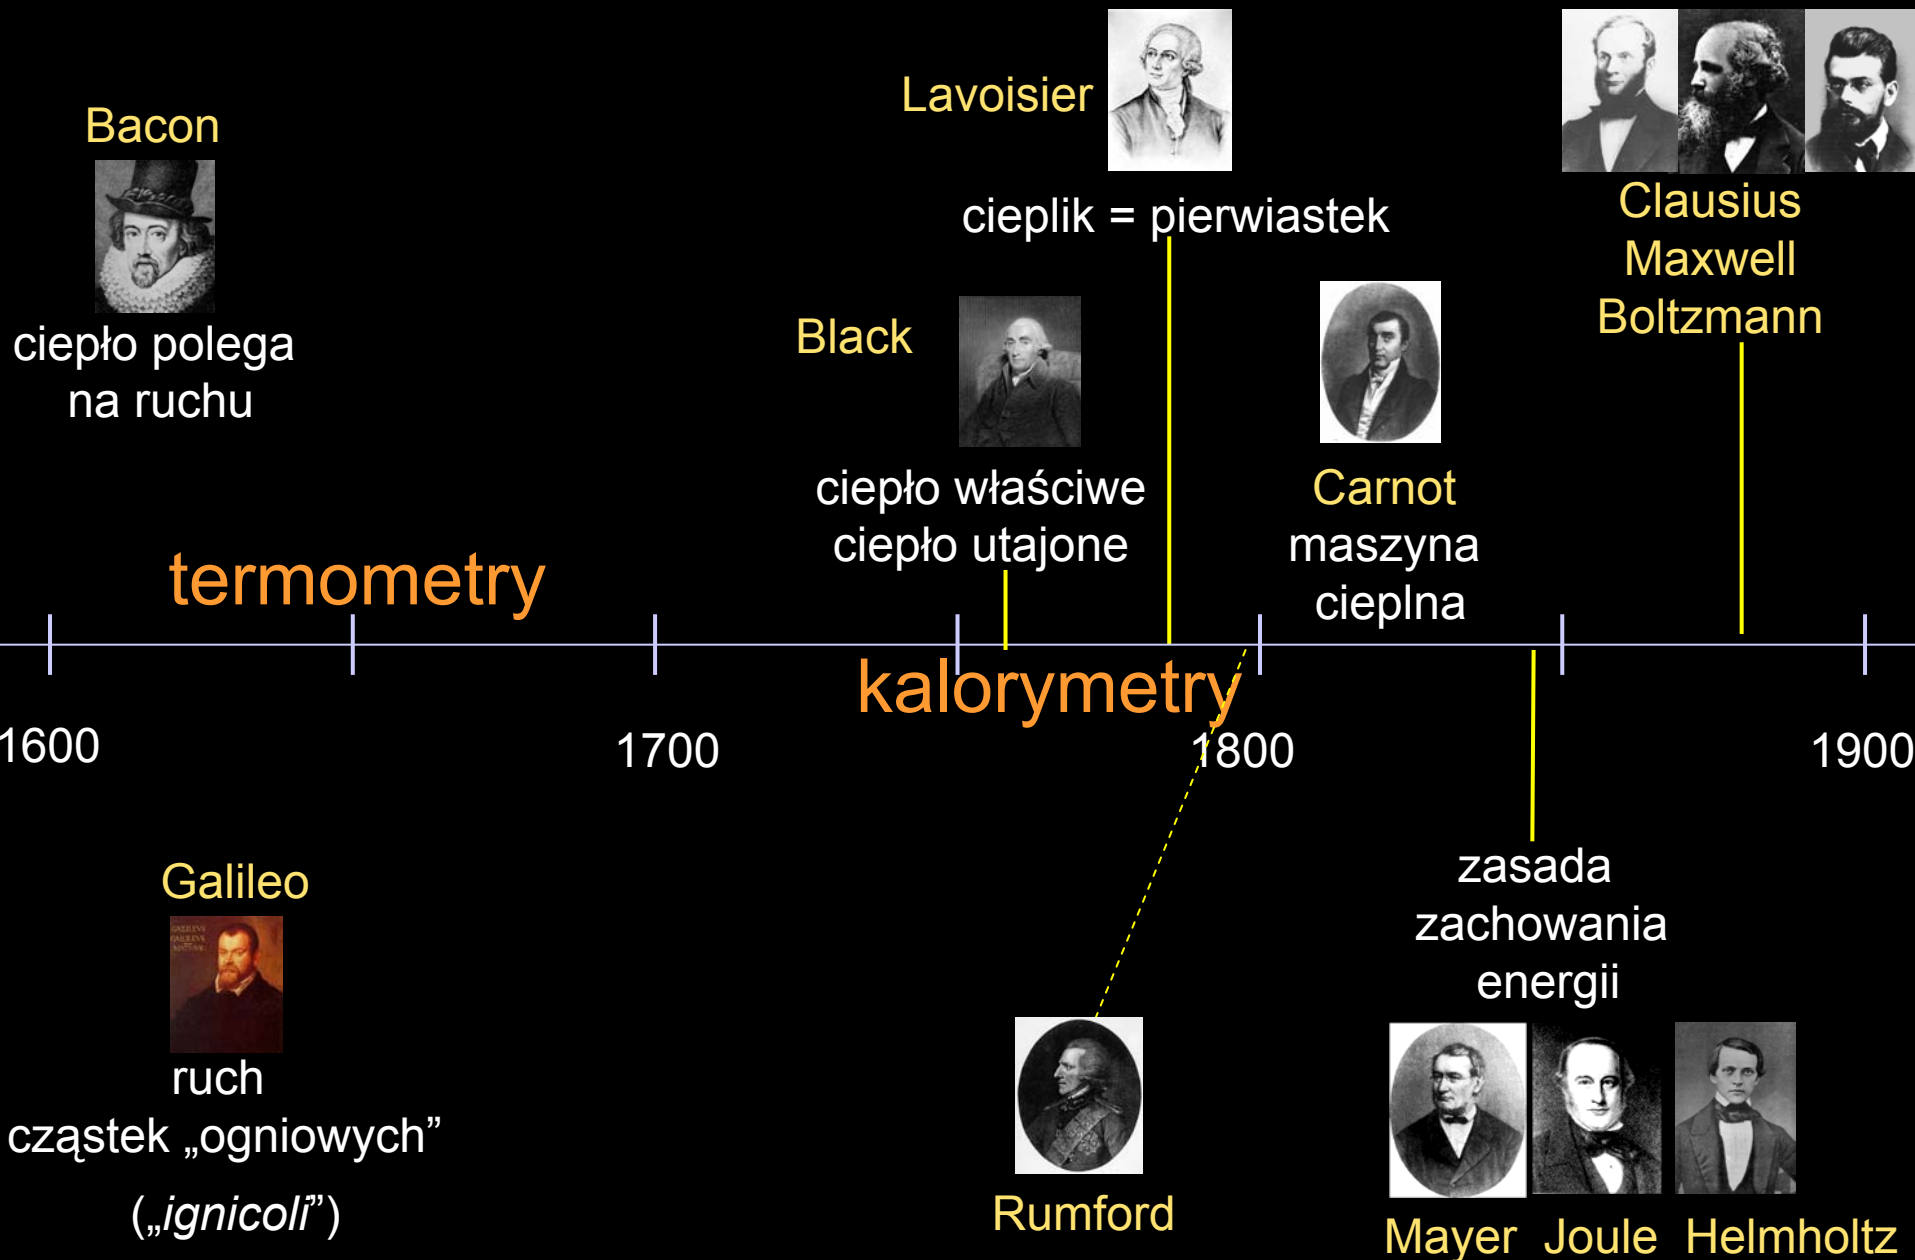 Lavoisier
Bacon
cieplik = pierwiastek
Clausius
Maxwell
Boltzmann
ciepło polega
na ruchu
Black
ciepło właściwe
ciepło utajone
Carnot
maszyna
cieplna
termometry
kalorymetry
1600
1700
1800
1900
Galileo
ruch
cząstek „ogniowych”
(„ignicoli”)
Rumford
zasada
zachowania
energii
Mayer Joule Helmholtz